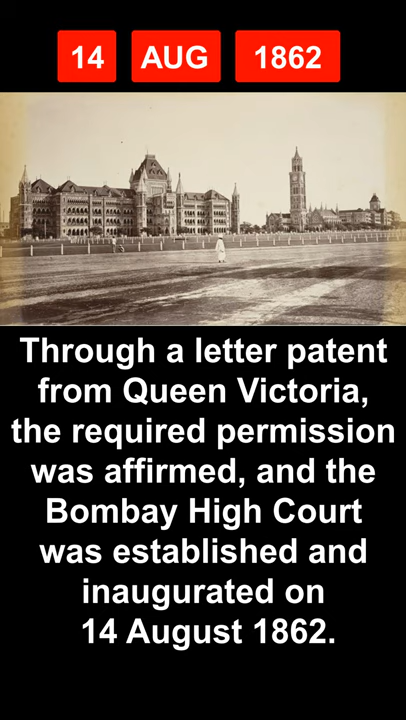 14 AUG 1862
Through a letter patent
from Queen Victoria,
the required permission
was affirmed, and the
Bombay High Court
was established and
inaugurated on
14 August 1862.